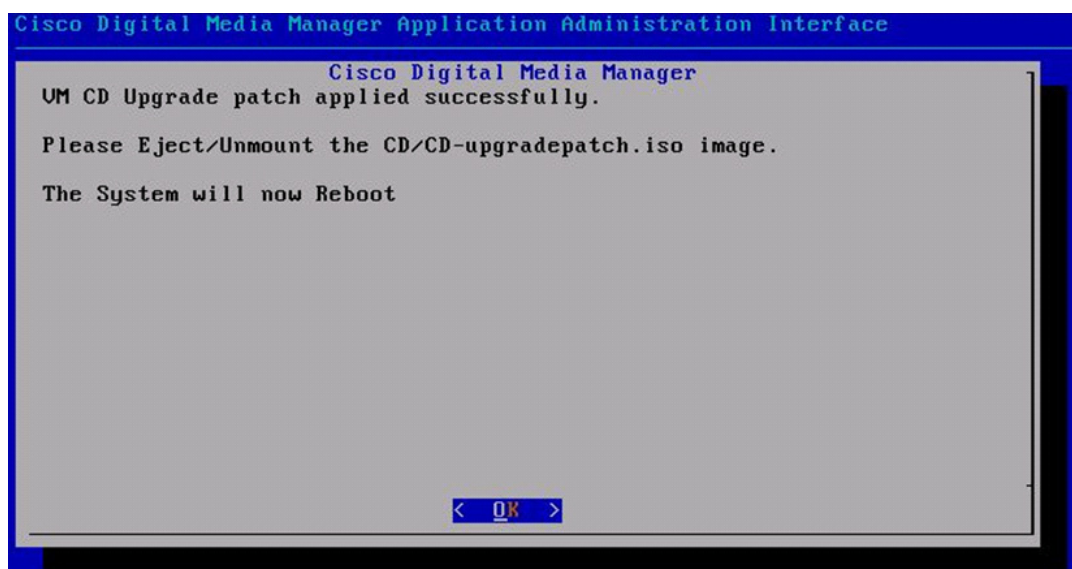 Cisco Digital Media Manager Application Administration Interface
Cisco Digital Media Manager
VM CD Upgrade patch applied successfully.
Please Eject/Unmount the CD/CD-upgradepatch.iso image.
The System will now Reboot
< OK >